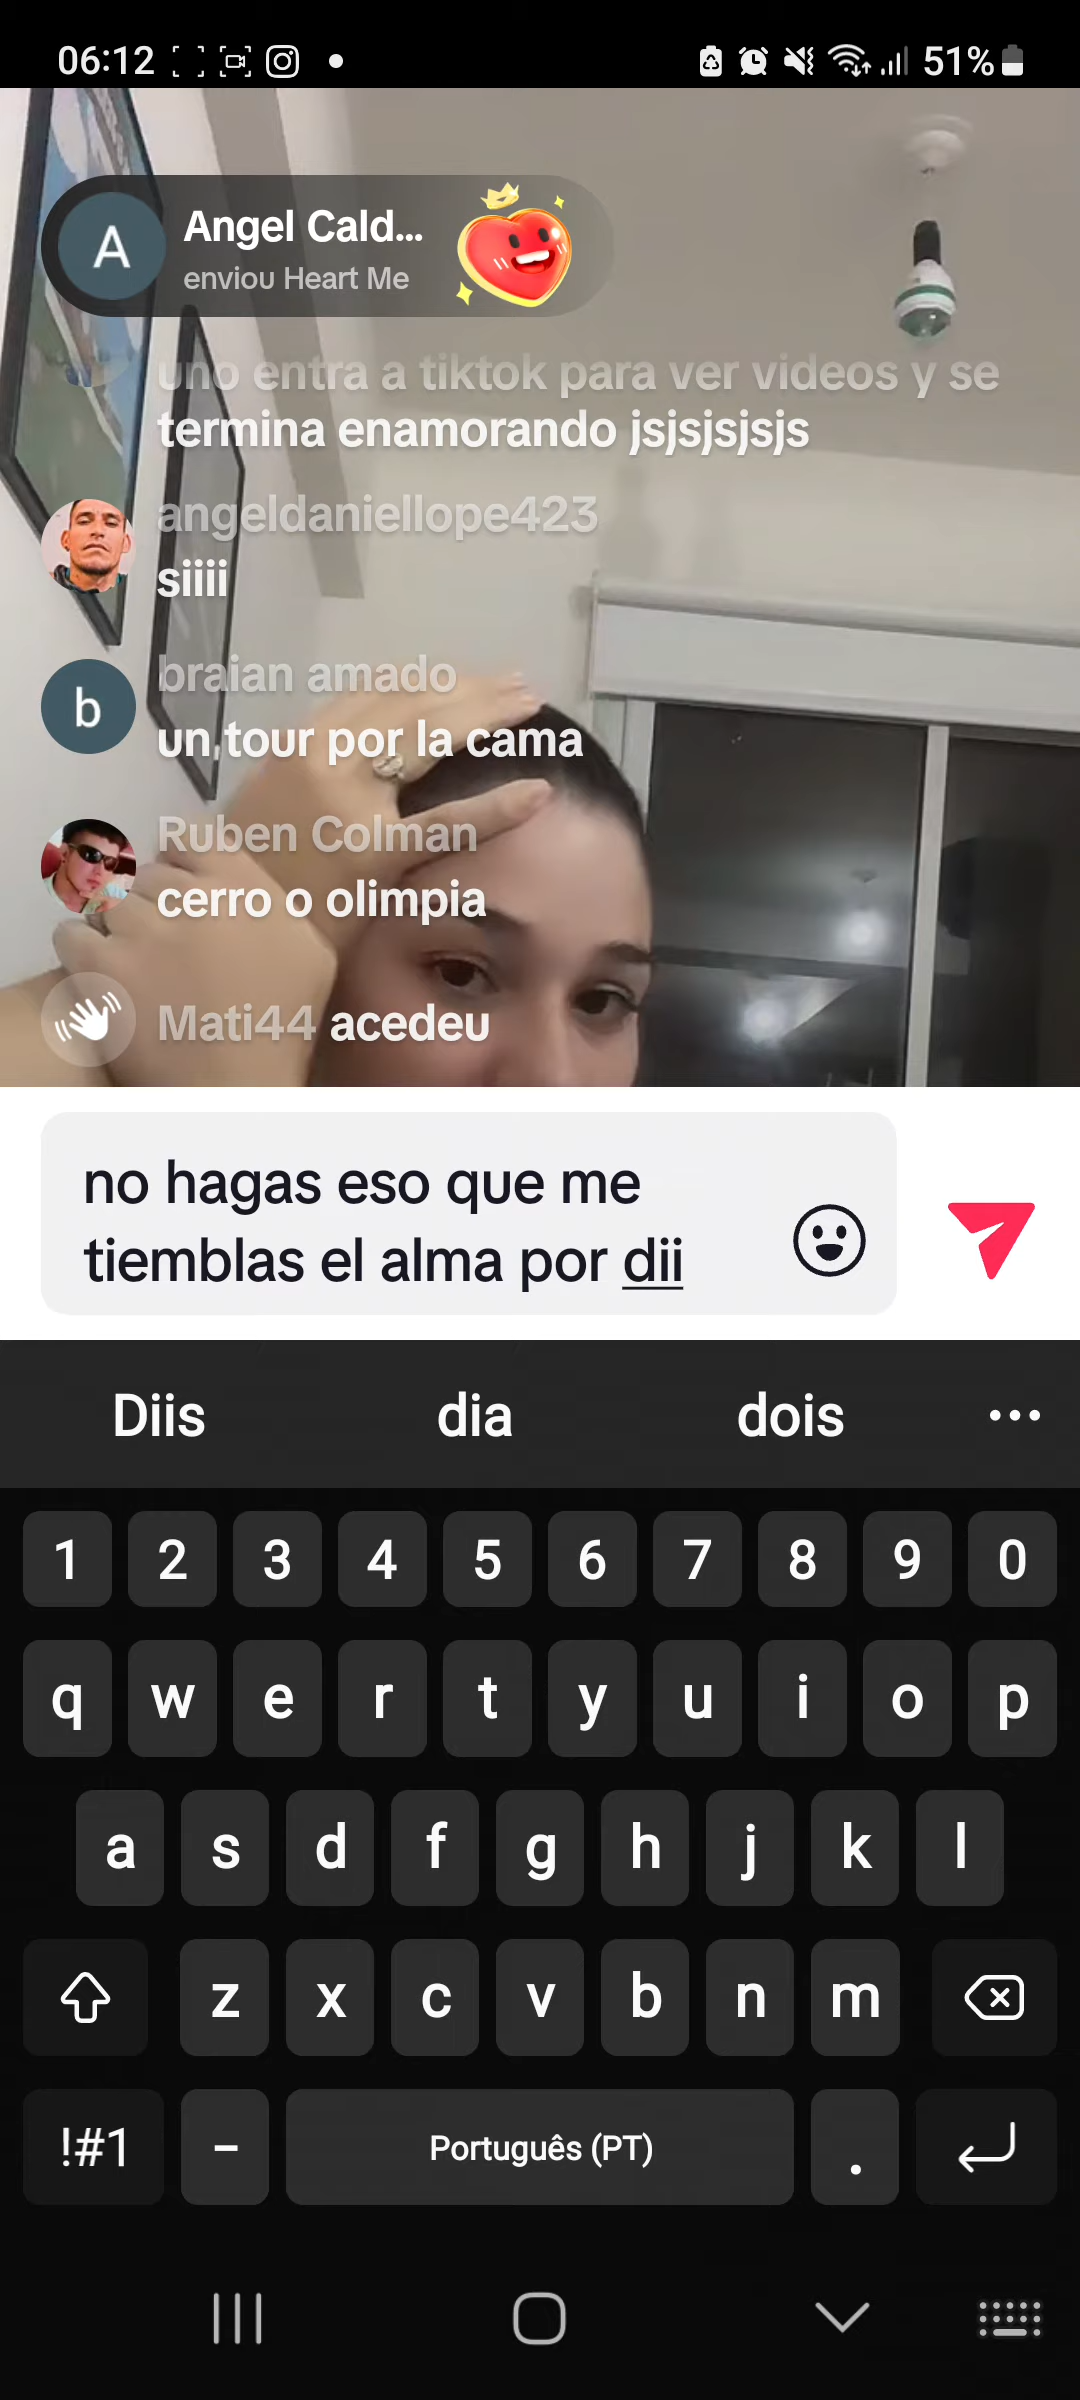 06:12
51%
A
Angel Cald...
enviou Heart Me
uno entra a tiktok para ver videos y se
termina enamorando jsjsjsjsjs
angeldaniellope423
siiii
b
braian amado
un tour por la cama
Ruben Colman
cerro o olimpia
Mati44 acedeu
no hagas eso que me
tiemblas el alma por dii
Diis dia dois
1 2 3 4 5 6 7 8 9 0
q w e r t y u i o p
a s d f g h j k l
z x c v b n m
!#1 – Português (PT) .